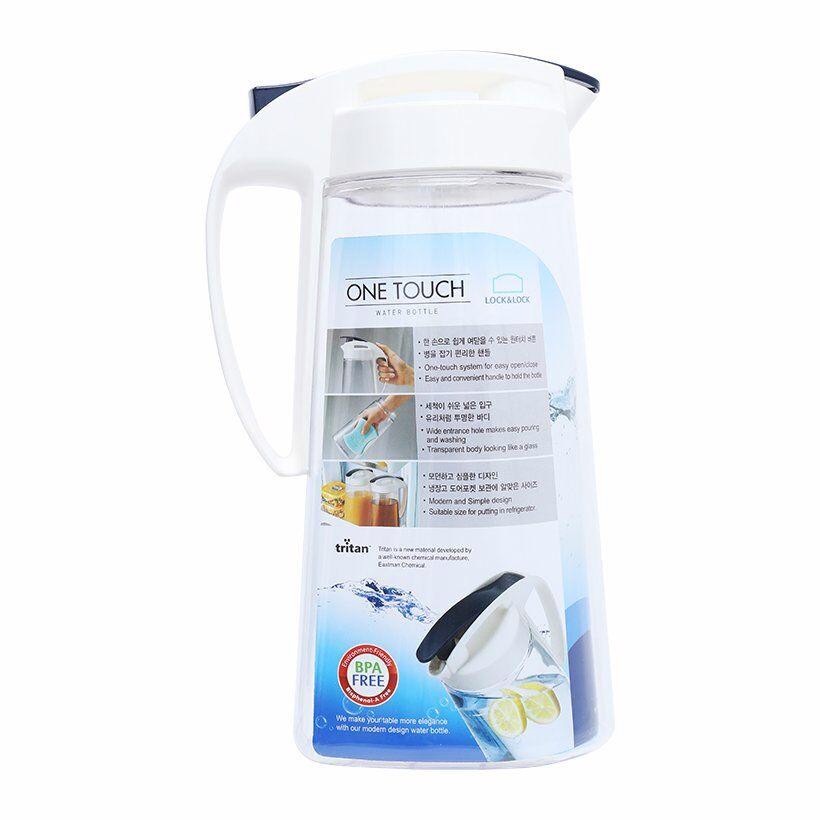 ONE TOUCH
WATER BOTTLE
LOCK&LOCK
· 한 손으로 쉽게 여닫을 수 있는 원터치 버튼
· 병을 잡기 편리한 핸들
· One-touch system for easy open/close
· Easy and convenient handle to hold the bottle
· 세척이 쉬운 넓은 입구
· 유리처럼 투명한 바디
· Wide entrance hole makes easy pouring
and washing
· Transparent body looking like a glass
· 모던하고 심플한 디자인
· 냉장고 도어포켓 보관에 알맞은 사이즈
· Modern and Simple design
· Suitable size for putting in refrigerator.
tritan™
Tritan is a new material developed by
a well-known chemical manufacture,
Eastman Chemical.
Environment-Friendly
BPA
FREE
Bisphenol-A Free
We make your table more elegance
with our modern design water bottle.